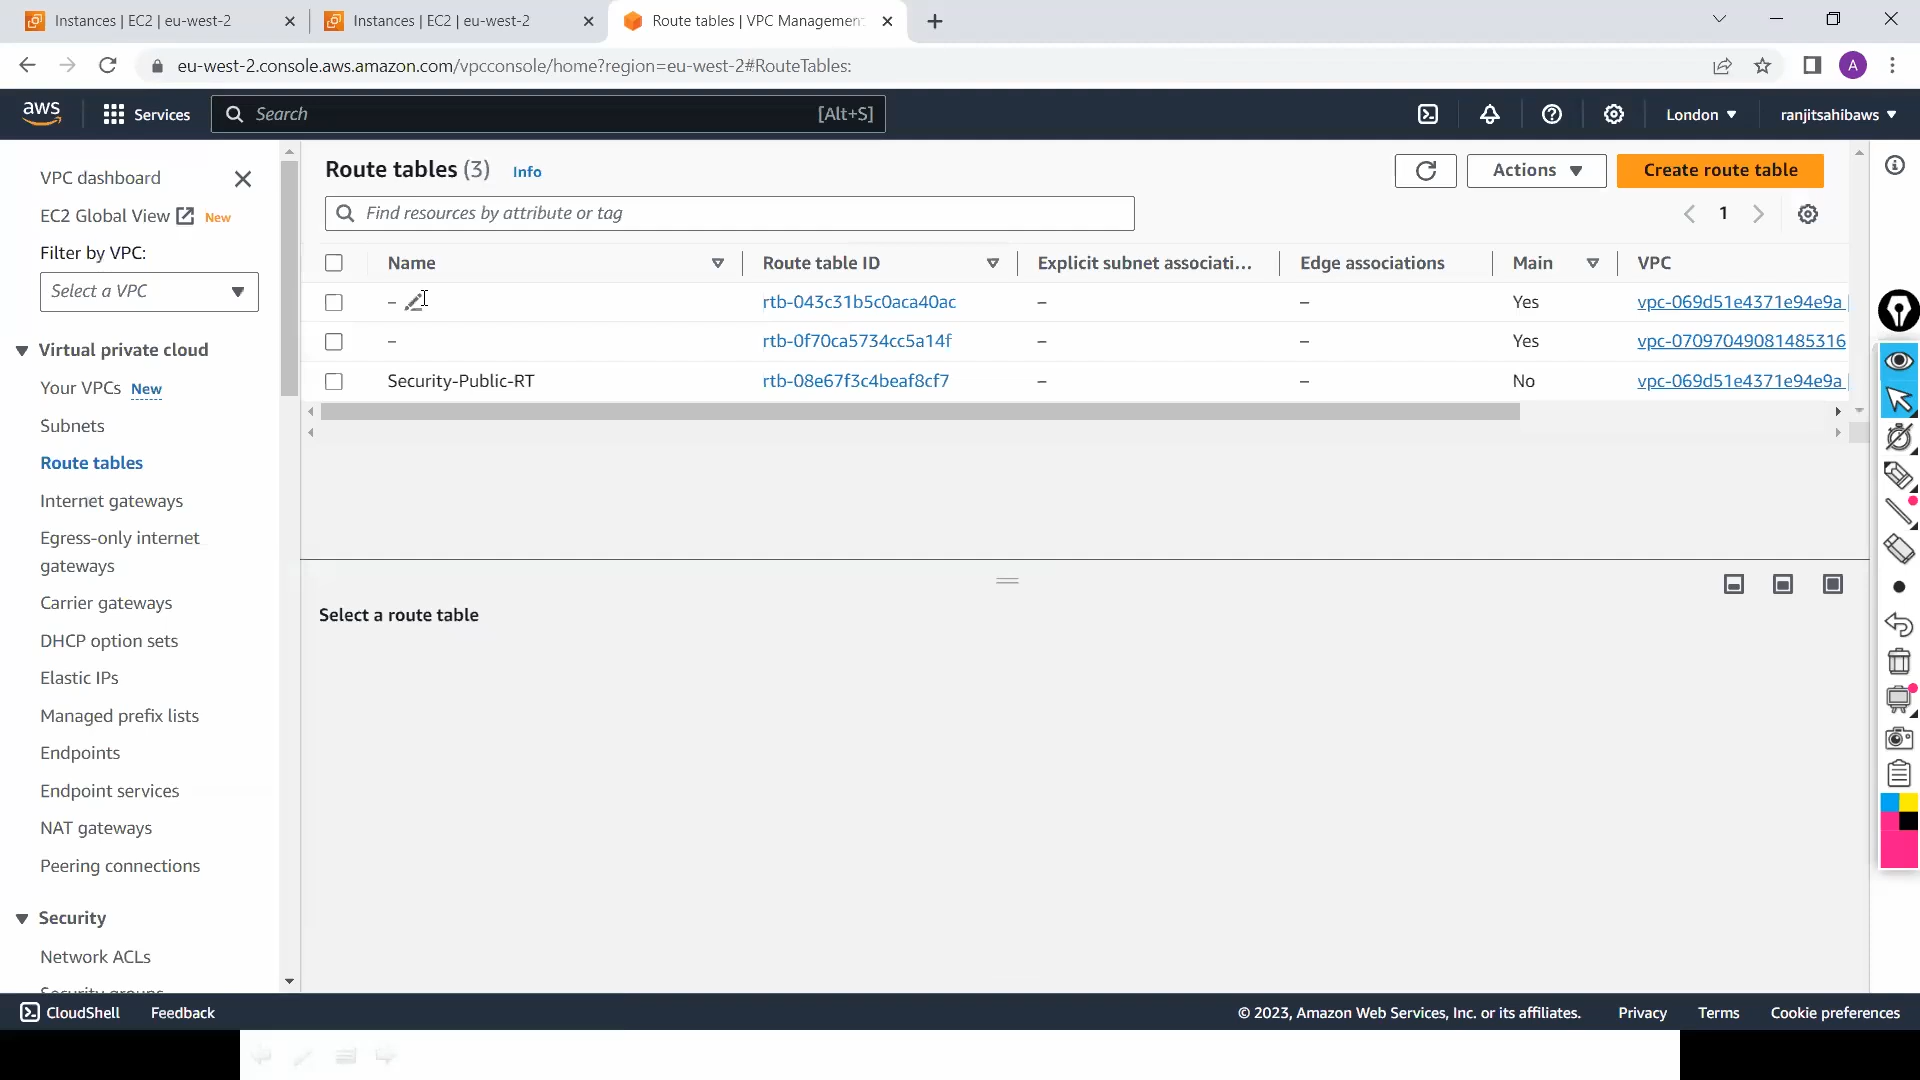 Instances | EC2 | eu-west-2
Instances | EC2 | eu-west-2
Route tables | VPC Managemen
eu-west-2.console.aws.amazon.com/vpcconsole/home?region=eu-west-2#RouteTables:
A
aws
Services
Search
[Alt+S]
London
ranjitsahibaws
VPC dashboard
EC2 Global View
New
Filter by VPC:
Select a VPC
Virtual private cloud
Your VPCs New
Subnets
Route tables
Internet gateways
Egress-only internet
gateways
Carrier gateways
DHCP option sets
Elastic IPs
Managed prefix lists
Endpoints
Endpoint services
NAT gateways
Peering connections
Security
Network ACLs
Security groups
Route tables (3) Info
Actions
Create route table
Find resources by attribute or tag
1
Name Route table ID Explicit subnet associati... Edge associations Main VPC
– rtb-043c31b5c0aca40ac – – Yes vpc-069d51e4371e94e9a |
– rtb-0f70ca5734cc5a14f – – Yes vpc-07097049081485316
Security-Public-RT rtb-08e67f3c4beaf8cf7 – – No vpc-069d51e4371e94e9a |
Select a route table
CloudShell Feedback © 2023, Amazon Web Services, Inc. or its affiliates. Privacy Terms Cookie preferences